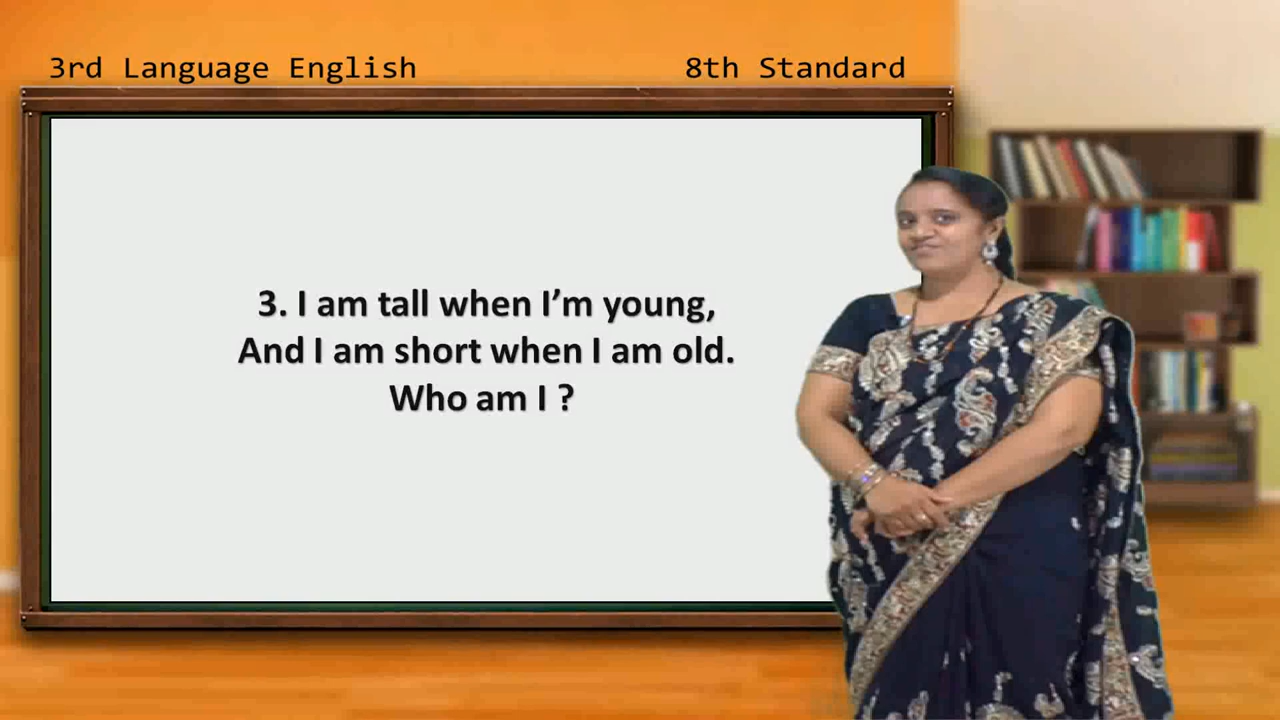 3rd Language English
8th Standard
3. I am tall when I’m young,
And I am short when I am old.
Who am I ?